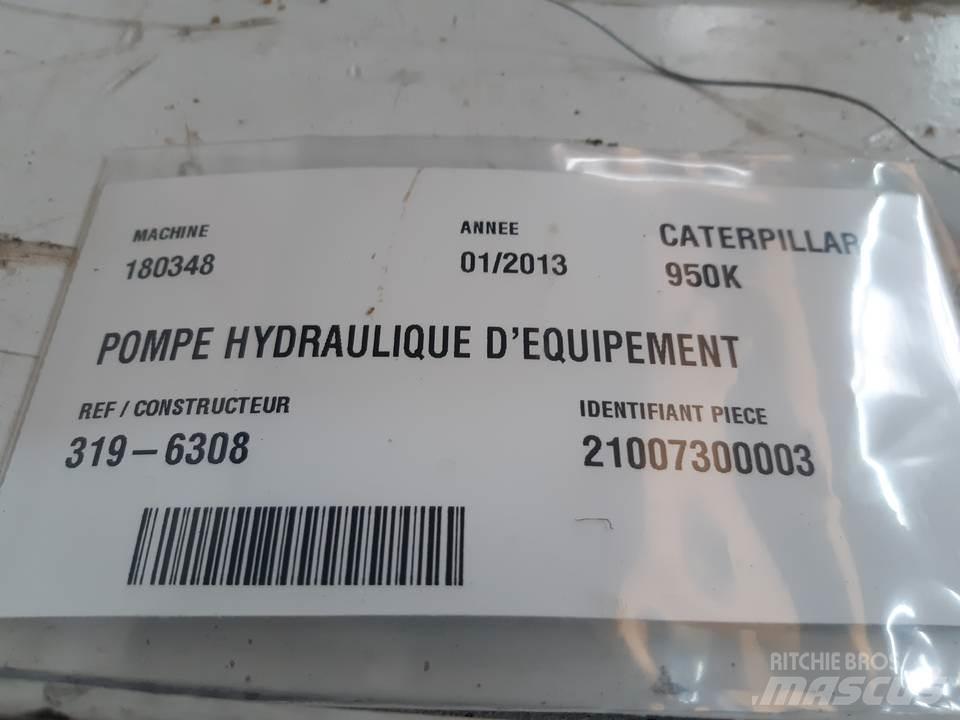 MACHINE
180348
ANNEE
01/2013
CATERPILLAR
950K
POMPE HYDRAULIQUE D'EQUIPEMENT
REF / CONSTRUCTEUR
319-6308
IDENTIFIANT PIECE
21007300003
RITCHIE BROS.
MASCUS